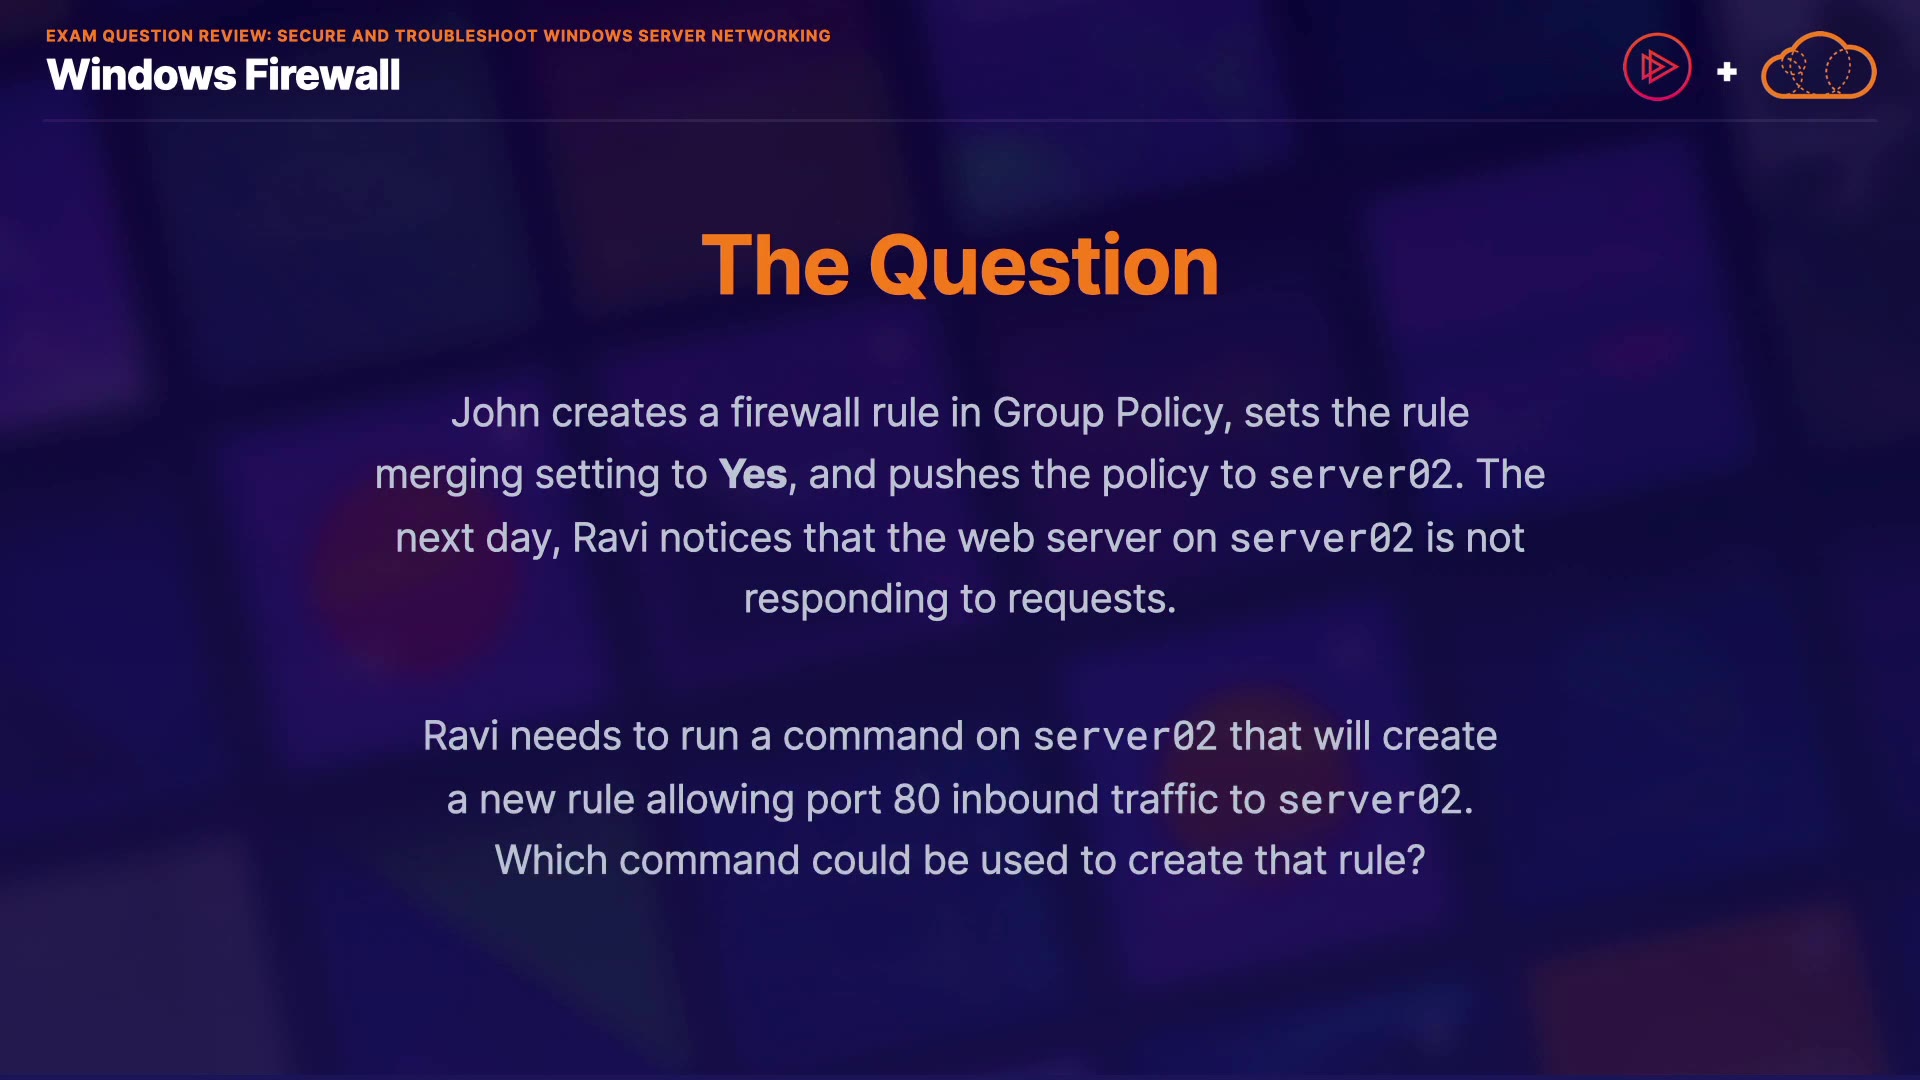 EXAM QUESTION REVIEW: SECURE AND TROUBLESHOOT WINDOWS SERVER NETWORKING
Windows Firewall
+
The Question
John creates a firewall rule in Group Policy, sets the rule
merging setting to Yes, and pushes the policy to server02. The
next day, Ravi notices that the web server on server02 is not
responding to requests.
Ravi needs to run a command on server02 that will create
a new rule allowing port 80 inbound traffic to server02.
Which command could be used to create that rule?